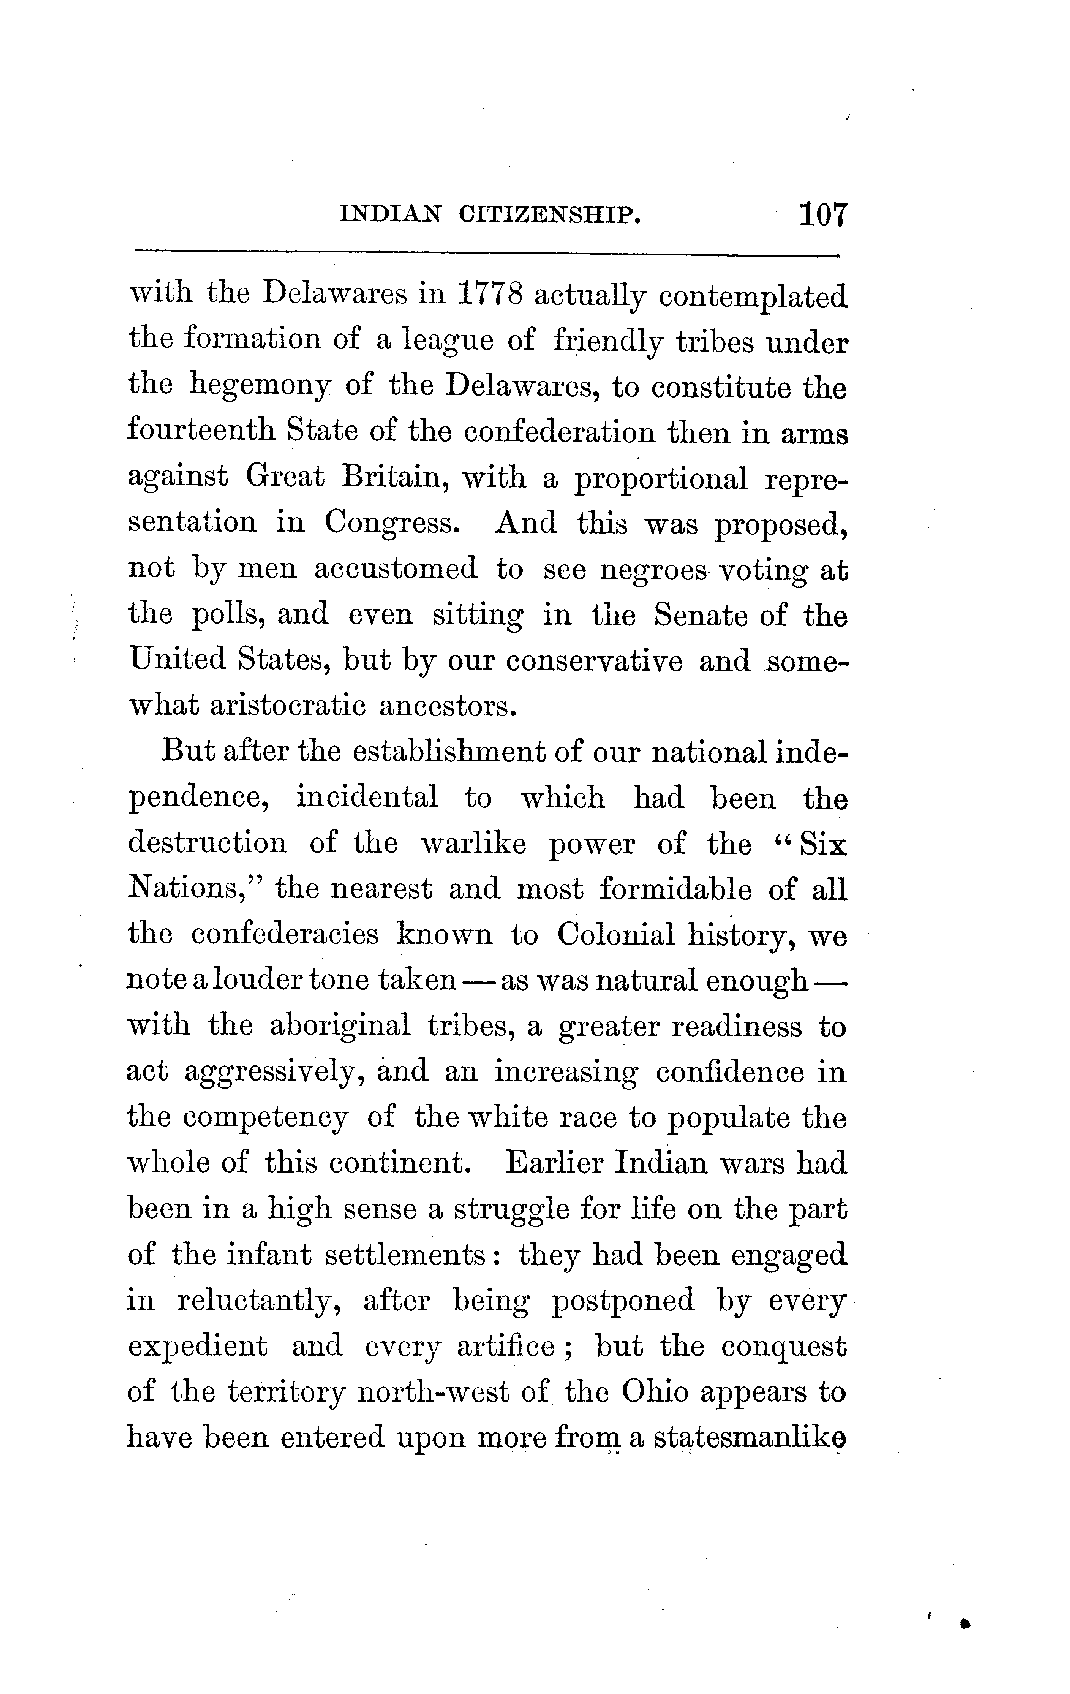 INDIAN CITIZENSHIP. 107
with the Delawares in 1778 actually contemplated
the formation of a league of friendly tribes under
the hegemony of the Delawares, to constitute the
fourteenth State of the confederation then in arms
against Great Britain, with a proportional repre-
sentation in Congress. And this was proposed,
not by men accustomed to see negroes voting at
the polls, and even sitting in the Senate of the
United States, but by our conservative and some-
what aristocratic ancestors.
But after the establishment of our national inde-
pendence, incidental to which had been the
destruction of the warlike power of the “Six
Nations,” the nearest and most formidable of all
the confederacies known to Colonial history, we
note a louder tone taken — as was natural enough —
with the aboriginal tribes, a greater readiness to
act aggressively, and an increasing confidence in
the competency of the white race to populate the
whole of this continent. Earlier Indian wars had
been in a high sense a struggle for life on the part
of the infant settlements: they had been engaged
in reluctantly, after being postponed by every
expedient and every artifice; but the conquest
of the territory north-west of the Ohio appears to
have been entered upon more from a statesmanlike